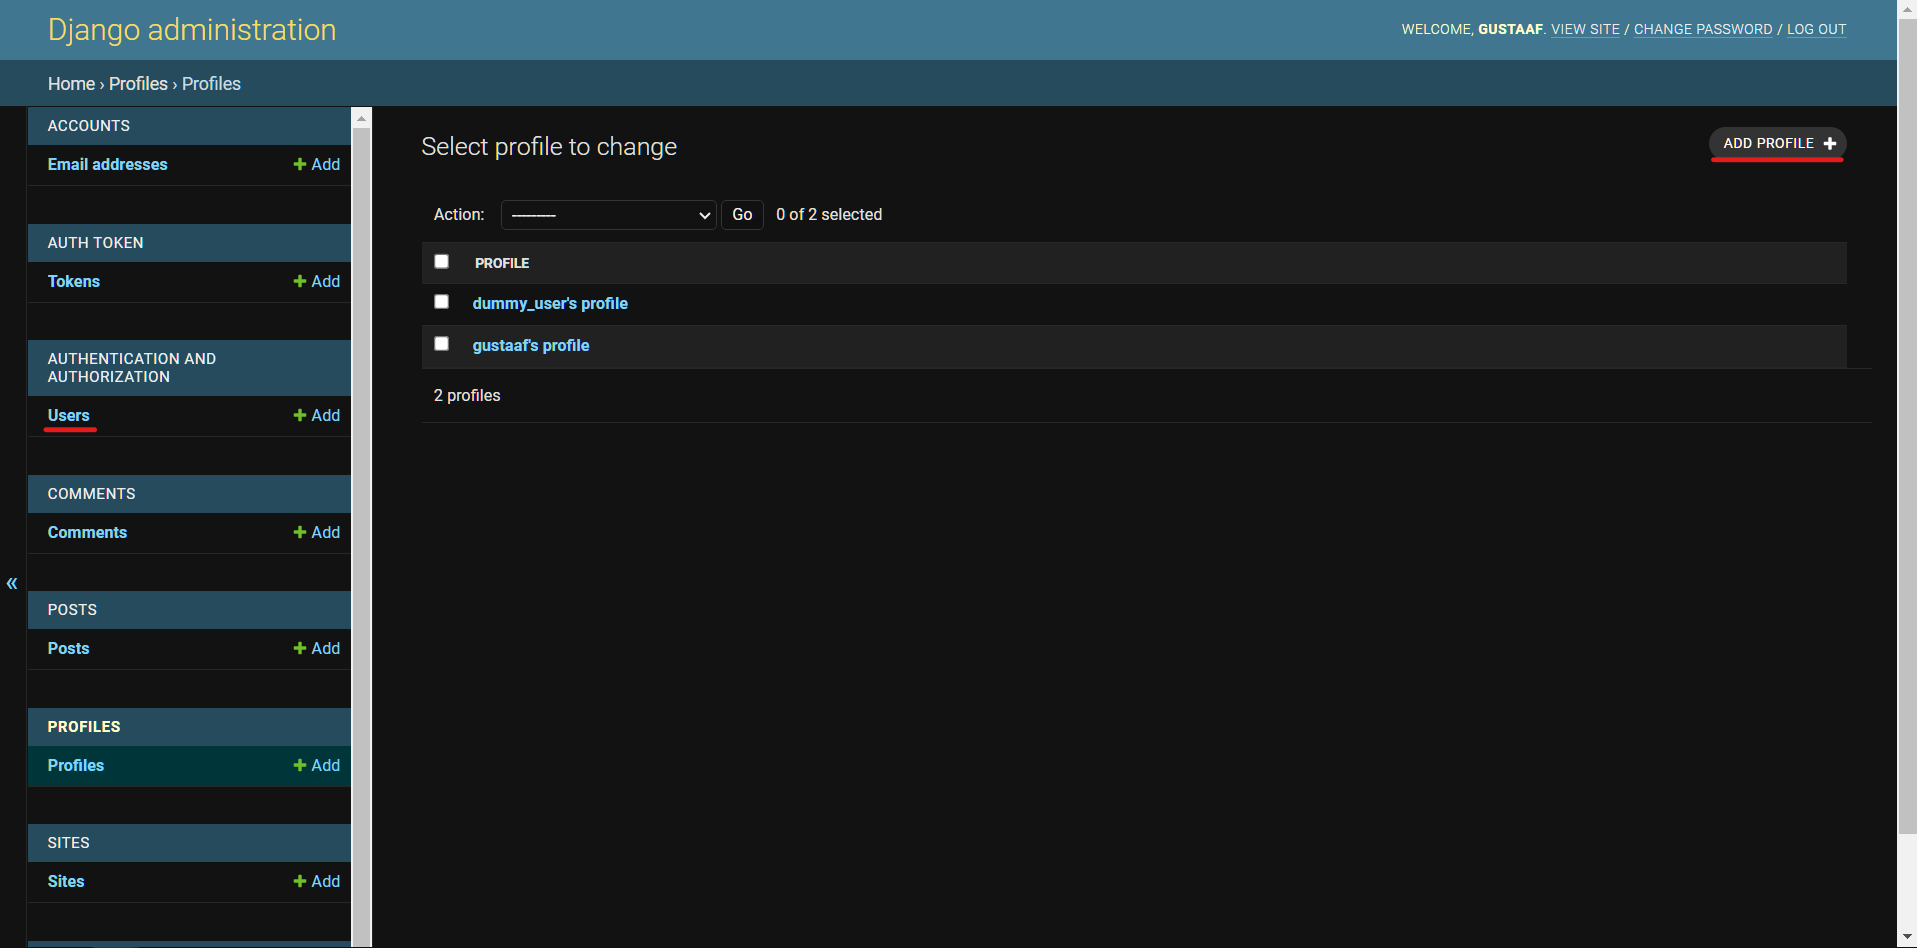 Django administration
WELCOME, GUSTAAF. VIEW SITE / CHANGE PASSWORD / LOG OUT
Home › Profiles › Profiles
ACCOUNTS
Email addresses
Add
AUTH TOKEN
Tokens
Add
AUTHENTICATION AND
AUTHORIZATION
Users
Add
COMMENTS
Comments
Add
POSTS
Posts
Add
PROFILES
Profiles
Add
SITES
Sites
Add
Select profile to change
ADD PROFILE
Action: --------- Go 0 of 2 selected
PROFILE
dummy_user's profile
gustaaf's profile
2 profiles